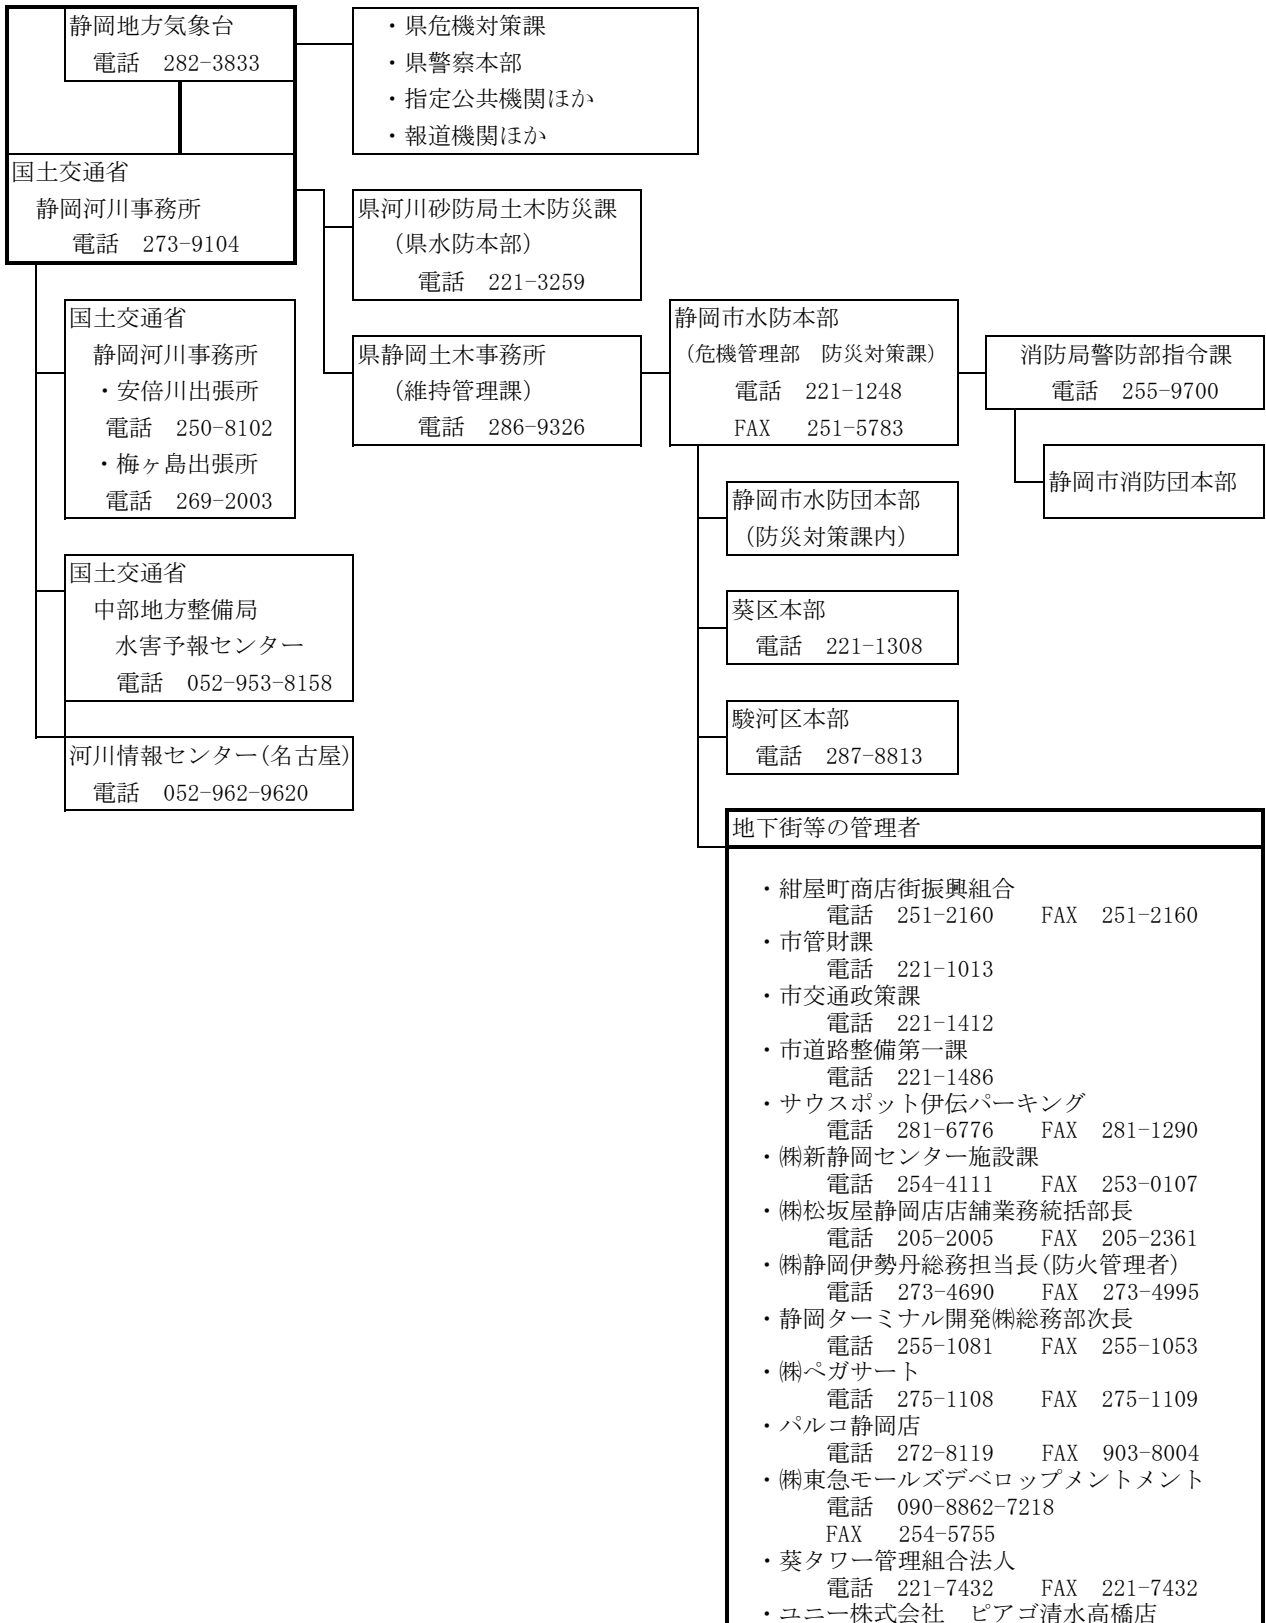 静岡地方気象台
電話　282-3833
・県危機対策課
・県警察本部
・指定公共機関ほか
・報道機関ほか
国土交通省
静岡河川事務所
電話　273-9104
県河川砂防局土木防災課
（県水防本部）
電話　221-3259
国土交通省
静岡河川事務所
・安倍川出張所
電話　250-8102
・梅ヶ島出張所
電話　269-2003
県静岡土木事務所
（維持管理課）
電話　286-9326
静岡市水防本部
（危機管理部　防災対策課）
電話　221-1248
FAX　251-5783
消防局警防部指令課
電話　255-9700
静岡市消防団本部
静岡市水防団本部
（防災対策課内）
国土交通省
中部地方整備局
水害予報センター
電話　052-953-8158
葵区本部
電話　221-1308
河川情報センター(名古屋)
電話　052-962-9620
駿河区本部
電話　287-8813
地下街等の管理者
・紺屋町商店街振興組合
電話　251-2160　FAX　251-2160
・市管財課
電話　221-1013
・市交通政策課
電話　221-1412
・市道路整備第一課
電話　221-1486
・サウスポット伊伝パーキング
電話　281-6776　FAX　281-1290
・㈱新静岡センター施設課
電話　254-4111　FAX　253-0107
・㈱松坂屋静岡店店舗業務統括部長
電話　205-2005　FAX　205-2361
・㈱静岡伊勢丹総務担当長(防火管理者)
電話　273-4690　FAX　273-4995
・静岡ターミナル開発㈱総務部次長
電話　255-1081　FAX　255-1053
・㈱ペガサート
電話　275-1108　FAX　275-1109
・パルコ静岡店
電話　272-8119　FAX　903-8004
・㈱東急モールズデベロップメントメント
電話　090-8862-7218
FAX　254-5755
・葵タワー管理組合法人
電話　221-7432　FAX　221-7432
・ユニー株式会社　ピアゴ清水高橋店